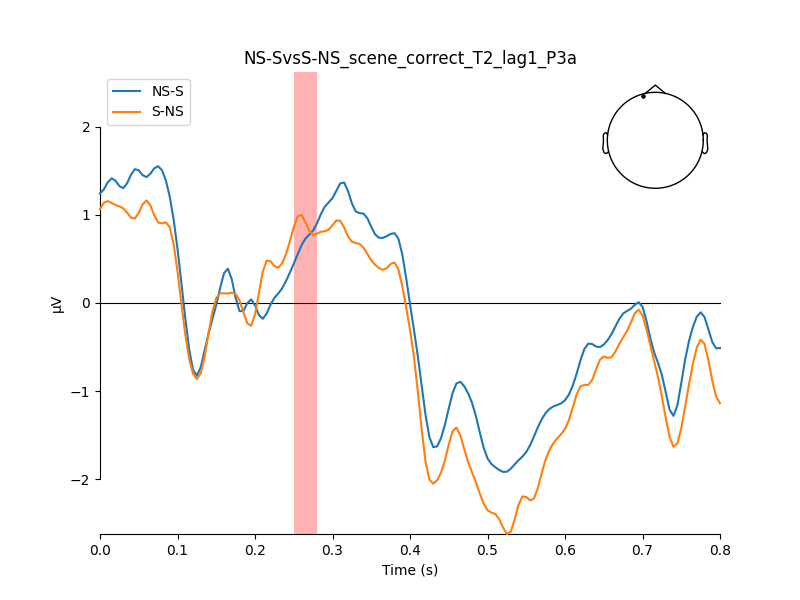 NS-SvsS-NS_scene_correct_T2_lag1_P3a
NS-S
S-NS
2
1
0
−1
−2
µV
0.0 0.1 0.2 0.3 0.4 0.5 0.6 0.7 0.8
Time (s)